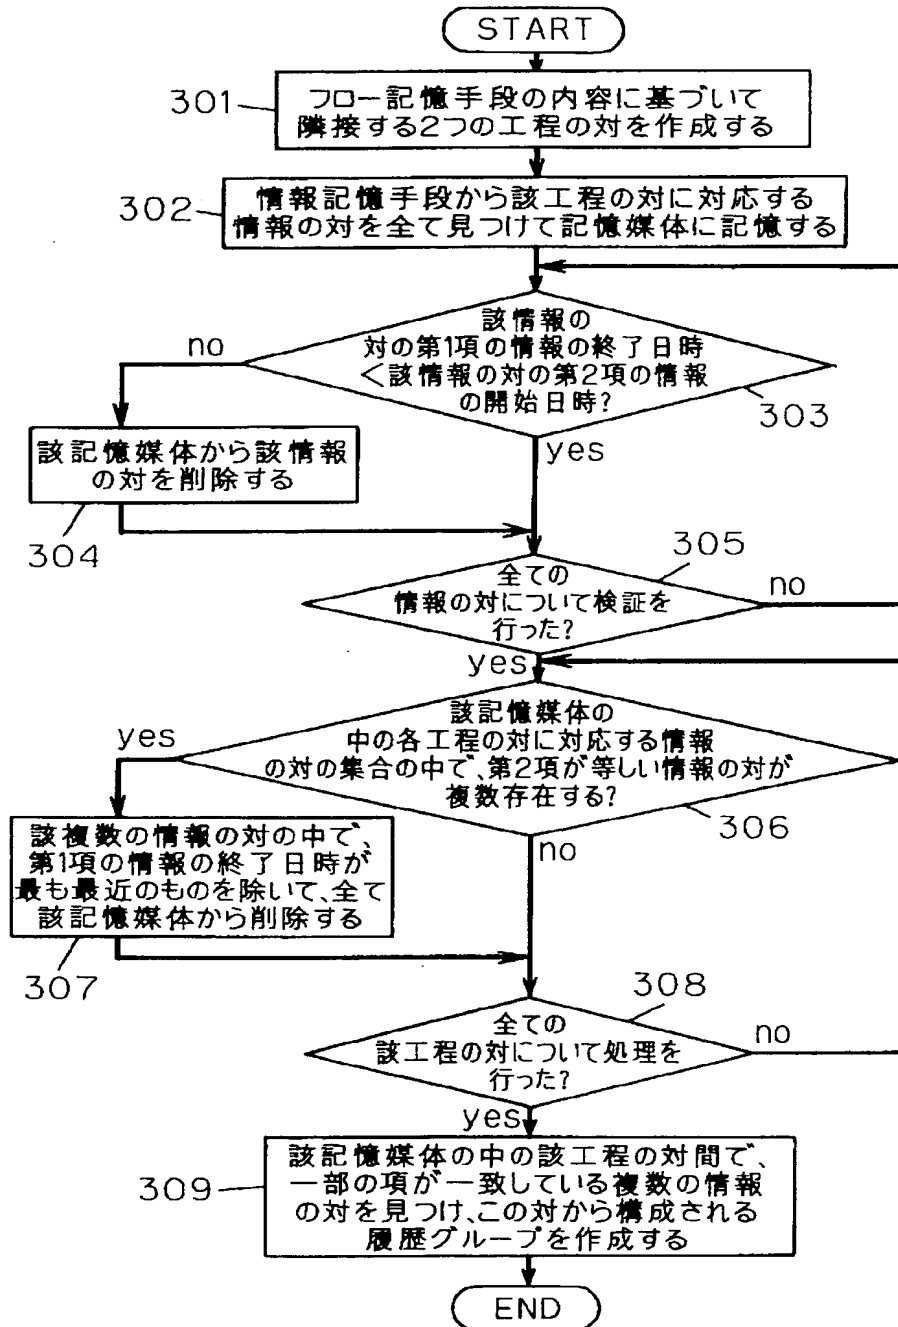 START
301
フロー記憶手段の内容に基づいて
隣接する2つの工程の対を作成する
302
情報記憶手段から該工程の対に対応する
情報の対を全て見つけて記憶媒体に記憶する
該情報の
対の第1項の情報の終了日時
<該情報の対の第2項の情報
の開始日時?
no
303
yes
該記憶媒体から該情報
の対を削除する
304
305
全ての
情報の対について検証を
行った?
no
yes
該記憶媒体の
中の各工程の対に対応する情報
の対の集合の中で、第2項が等しい情報の対が
複数存在する?
yes
306
no
該複数の情報の対の中で、
第1項の情報の終了日時が
最も最近のものを除いて、全て
該記憶媒体から削除する
307
308
全ての
該工程の対について処理を
行った?
no
yes
309
該記憶媒体の中の該工程の対間で、
一部の項が一致している複数の情報
の対を見つけ、この対から構成される
履歴グループを作成する
END